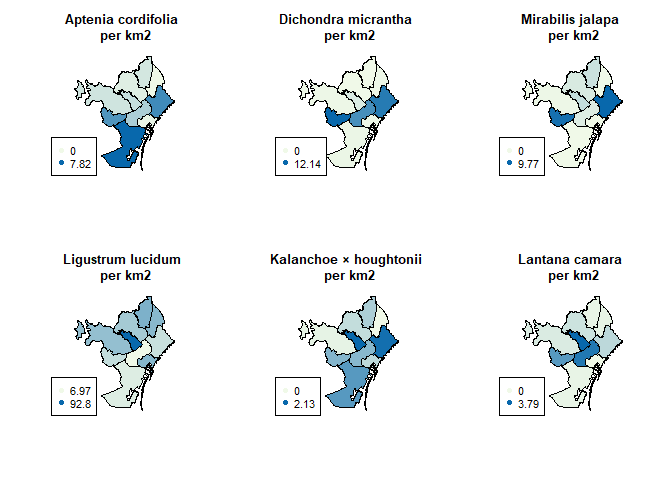 Aptenia cordifolia
per km2
0
7.82
Dichondra micrantha
per km2
0
12.14
Mirabilis jalapa
per km2
0
9.77
Ligustrum lucidum
per km2
6.97
92.8
Kalanchoe × houghtonii
per km2
0
2.13
Lantana camara
per km2
0
3.79